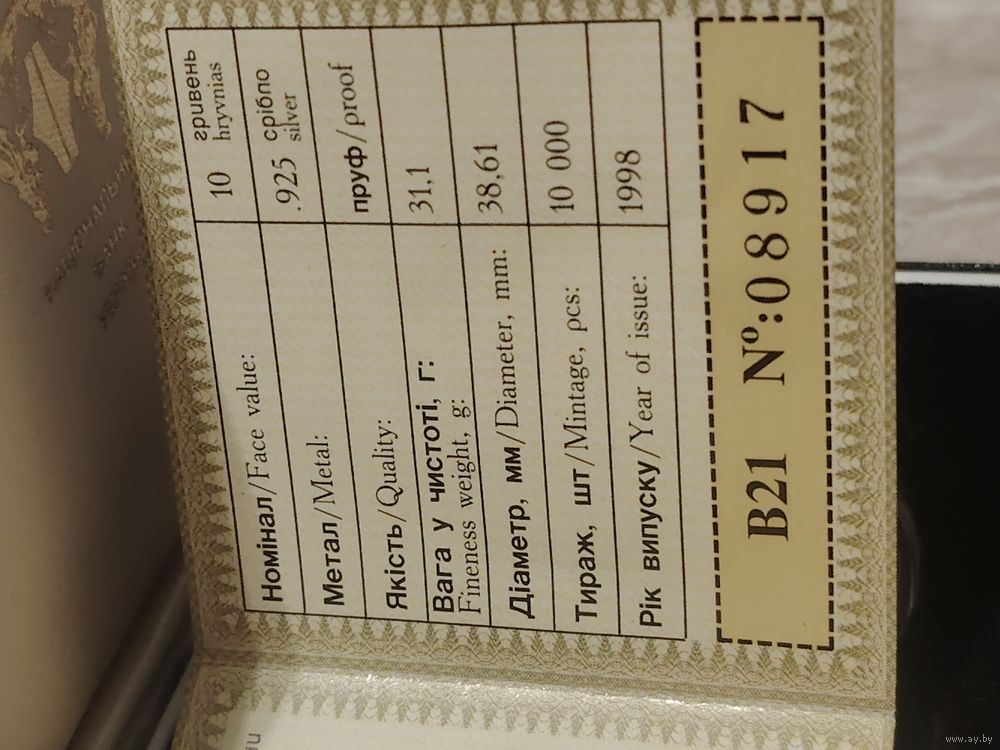 Номінал/Face value: 10 гривень
hryvnias
Метал/Metal: .925 срібло
silver
Якість/Quality: пруф/proof
Вага у чистоті, г: 31,1
Fineness weight, g:
Діаметр, мм/Diameter, mm: 38,61
Тираж, шт/Mintage, pcs: 10 000
Рік випуску/Year of issue: 1998
В21 №:08917
www.ay.by